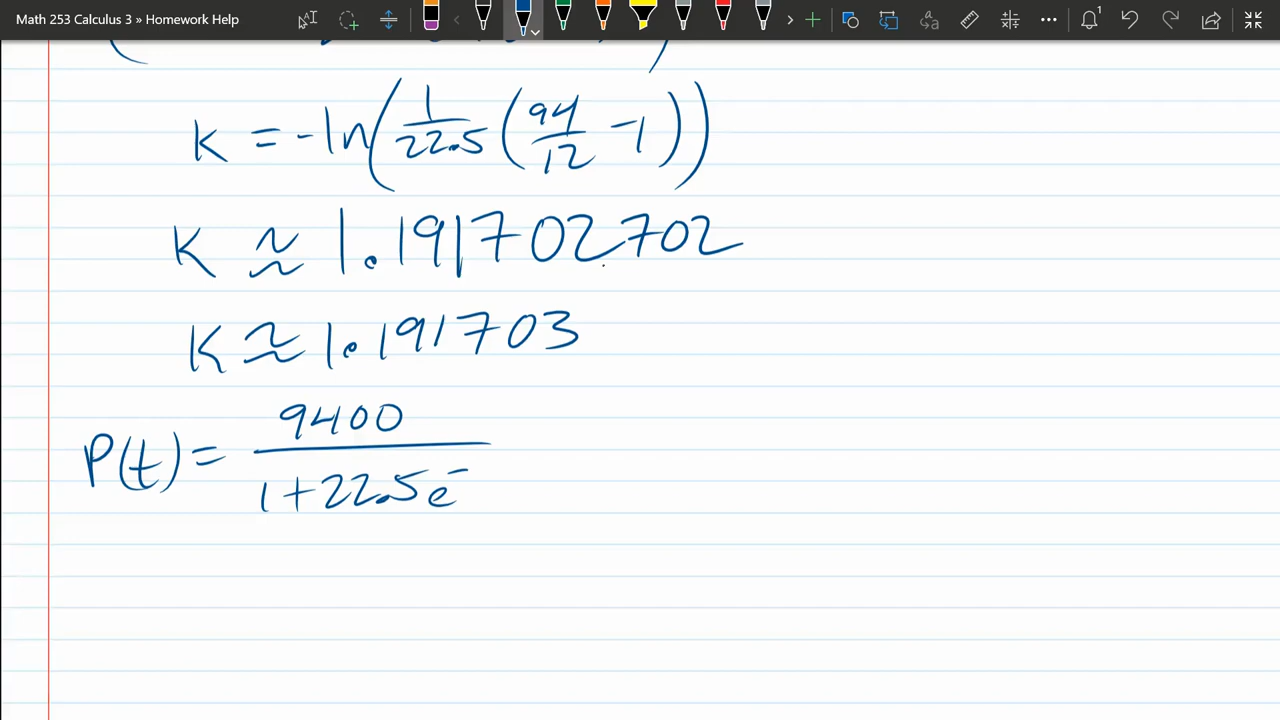 Math 253 Calculus 3 » Homework Help
1
K = -ln(1/22.5 (94/12 - 1))
K ≈ 1.191702702
K ≈ 1.191703
P(t) = 9400/1+22.5e⁻